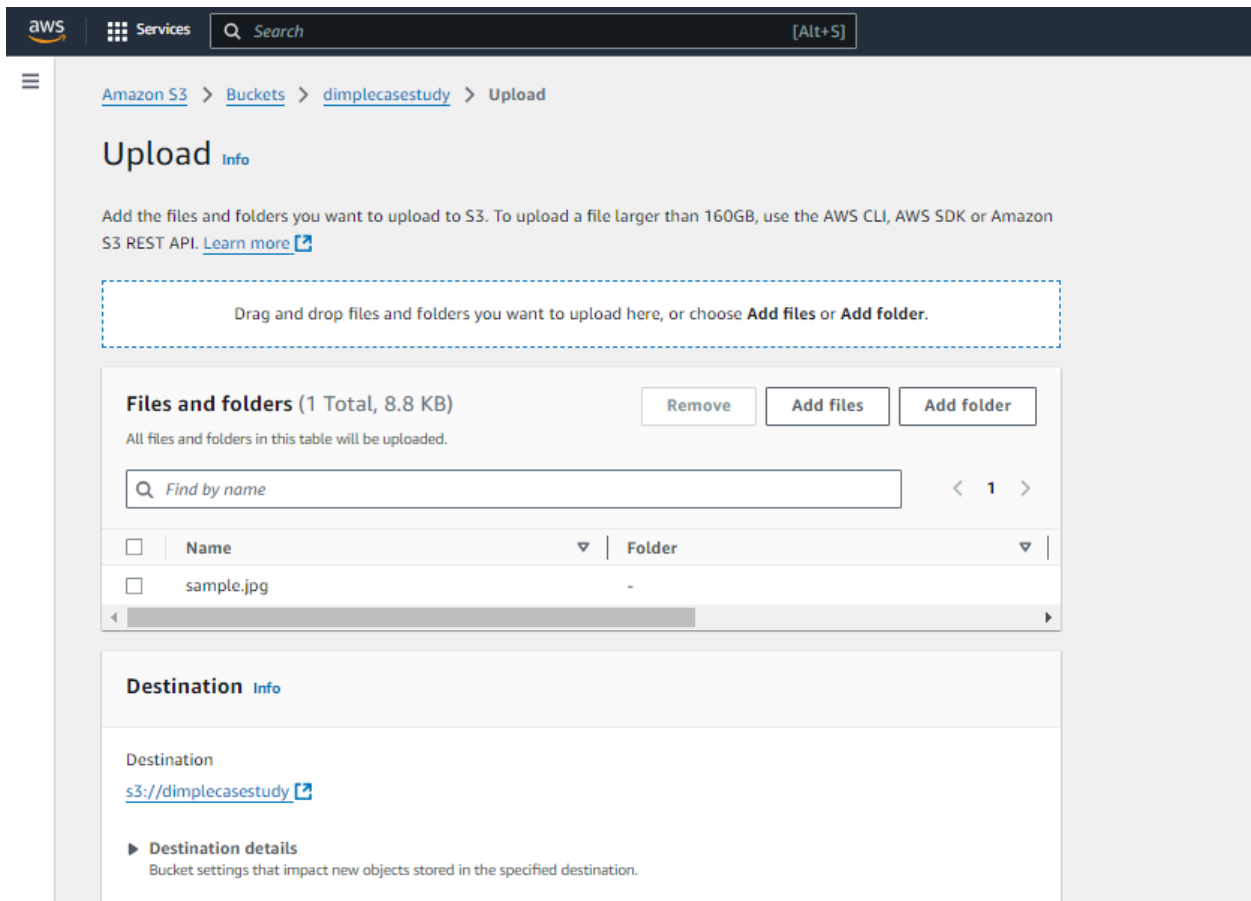 aws Services Search [Alt+S]
Amazon S3 > Buckets > dimplecasestudy > Upload
Upload Info
Add the files and folders you want to upload to S3. To upload a file larger than 160GB, use the AWS CLI, AWS SDK or Amazon
S3 REST API. Learn more
Drag and drop files and folders you want to upload here, or choose Add files or Add folder.
Files and folders (1 Total, 8.8 KB) Remove Add files Add folder
All files and folders in this table will be uploaded.
Find by name < 1 >
Name Folder
sample.jpg -
Destination Info
Destination
s3://dimplecasestudy
Destination details
Bucket settings that impact new objects stored in the specified destination.